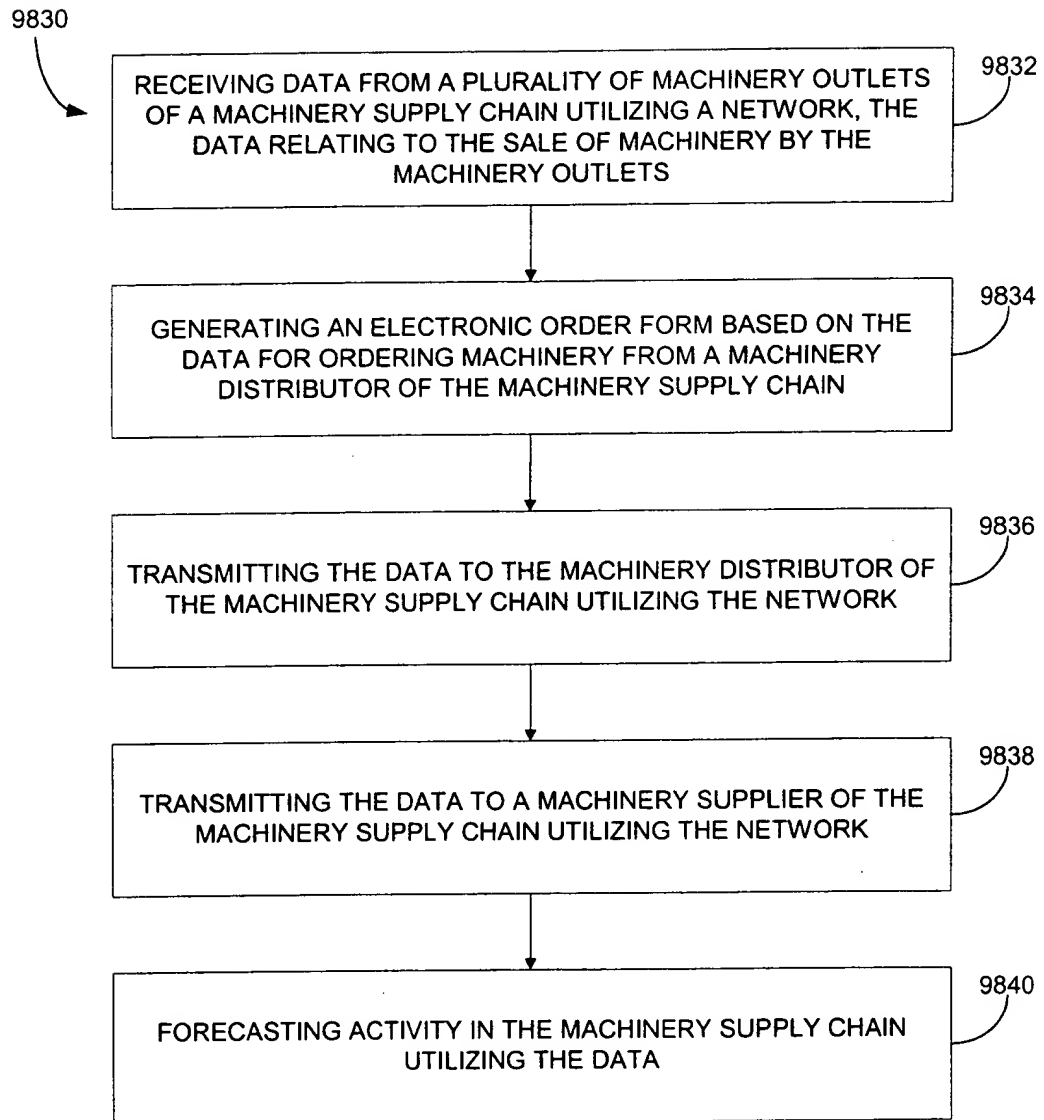 9830
RECEIVING DATA FROM A PLURALITY OF MACHINERY OUTLETS
OF A MACHINERY SUPPLY CHAIN UTILIZING A NETWORK, THE
DATA RELATING TO THE SALE OF MACHINERY BY THE
MACHINERY OUTLETS
9832
GENERATING AN ELECTRONIC ORDER FORM BASED ON THE
DATA FOR ORDERING MACHINERY FROM A MACHINERY
DISTRIBUTOR OF THE MACHINERY SUPPLY CHAIN
9834
TRANSMITTING THE DATA TO THE MACHINERY DISTRIBUTOR OF
THE MACHINERY SUPPLY CHAIN UTILIZING THE NETWORK
9836
TRANSMITTING THE DATA TO A MACHINERY SUPPLIER OF THE
MACHINERY SUPPLY CHAIN UTILIZING THE NETWORK
9838
FORECASTING ACTIVITY IN THE MACHINERY SUPPLY CHAIN
UTILIZING THE DATA
9840